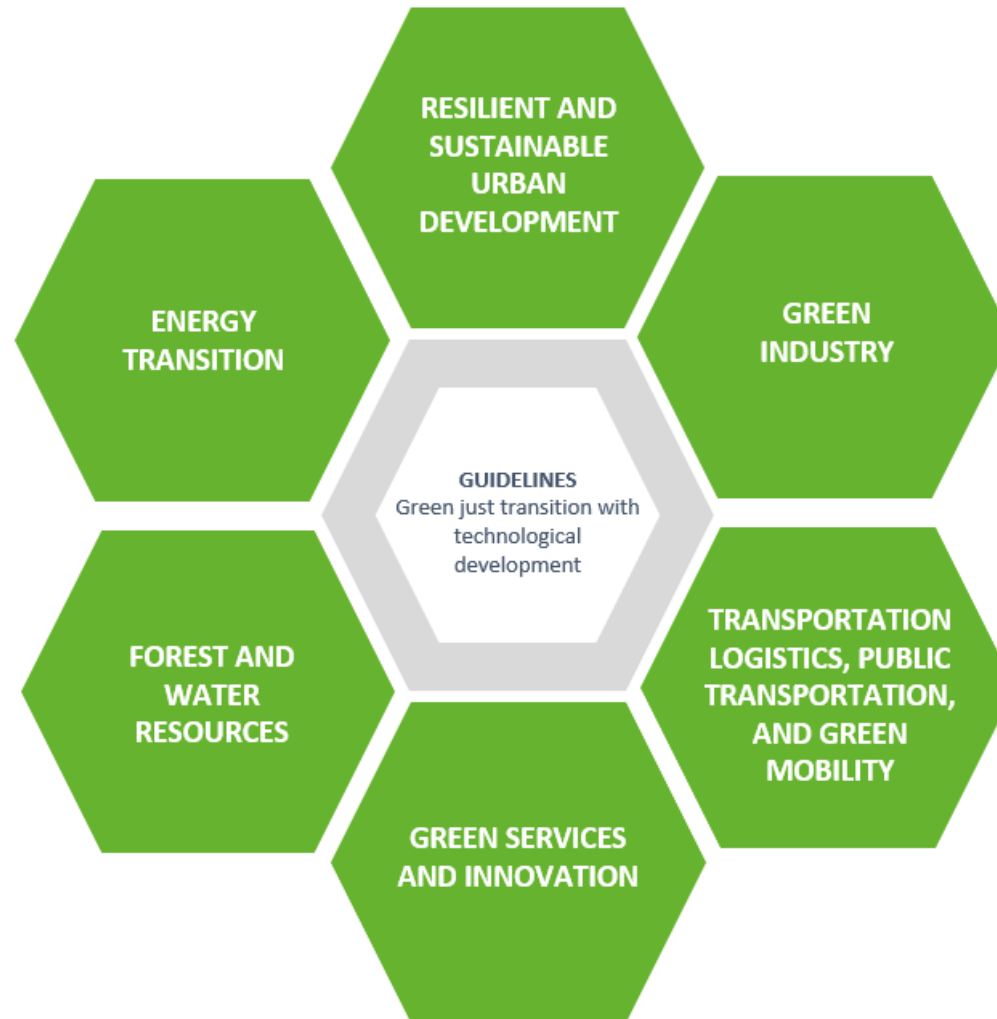 RESILIENT AND
SUSTAINABLE
URBAN
DEVELOPMENT
GREEN
INDUSTRY
ENERGY
TRANSITION
GUIDELINES
Green just transition with
technological
development
TRANSPORTATION
LOGISTICS, PUBLIC
TRANSPORTATION,
AND GREEN
MOBILITY
FOREST AND
WATER
RESOURCES
GREEN SERVICES
AND INNOVATION